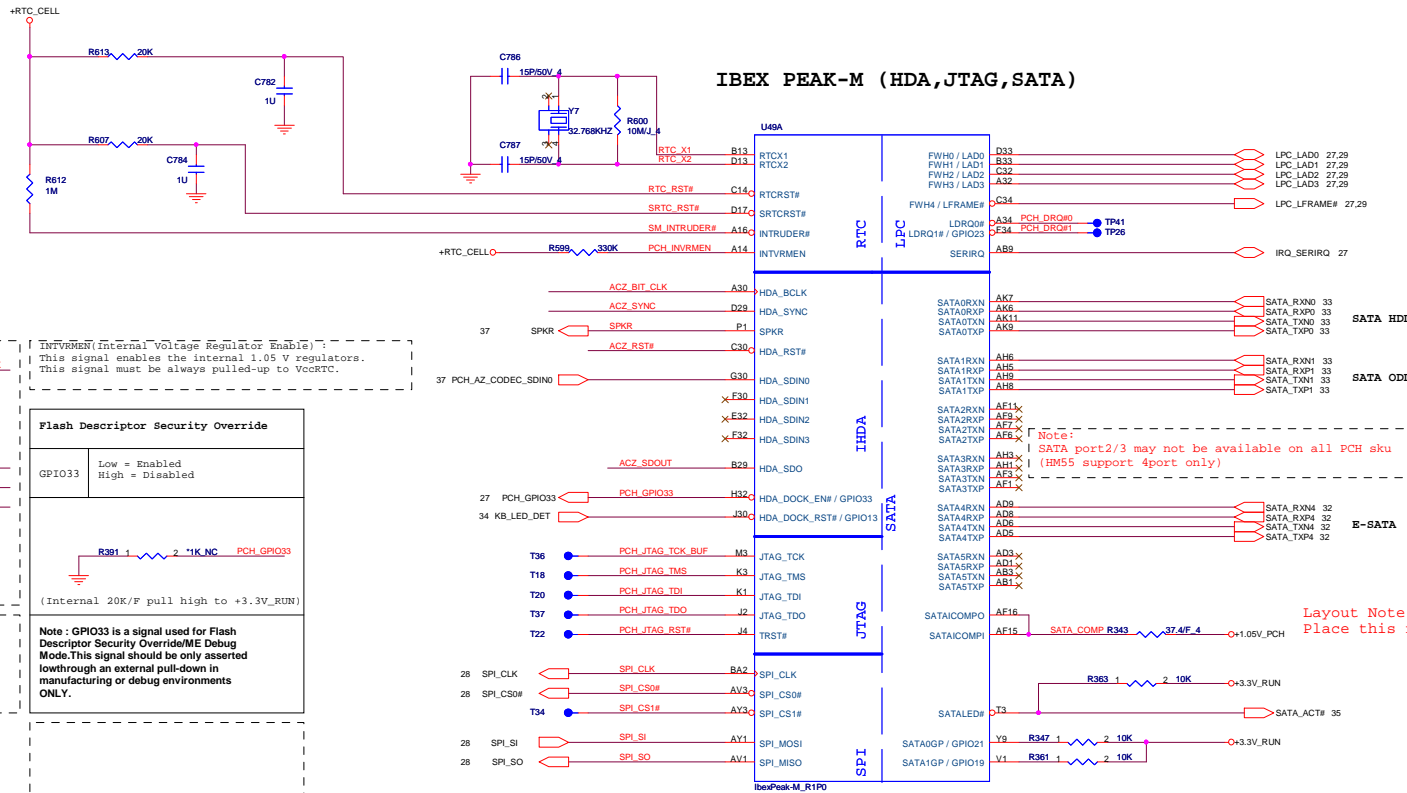 +RTC_CELL
R613 20K
C782
1U
R607 20K
C784
1U
R612
1M
C786
15P/50V_4
2 1
Y7
32.768KHZ
3 4
R600
10M/J_4
C787
15P/50V_4
IBEX PEAK-M (HDA,JTAG,SATA)
U49A
RTC_X1 B13 RTCX1
RTC_X2 D13 RTCX2
RTC_RST# C14 RTCRST#
SRTC_RST# D17 SRTCRST#
SM_INTRUDER# A16 INTRUDER#
+RTC_CELL R599 330K PCH_INVRMEN A14 INTVRMEN
RTC
LPC
FWH0 / LAD0 D33 LPC_LAD0 27,29
FWH1 / LAD1 B33 LPC_LAD1 27,29
FWH2 / LAD2 C32 LPC_LAD2 27,29
FWH3 / LAD3 A32 LPC_LAD3 27,29
FWH4 / LFRAME# C34 LPC_LFRAME# 27,29
LDRQ0# A34 PCH_DRQ#0 TP41
LDRQ1# / GPIO23 F34 PCH_DRQ#1 TP26
SERIRQ AB9 IRQ_SERIRQ 27
ACZ_BIT_CLK A30 HDA_BCLK
ACZ_SYNC D29 HDA_SYNC
37 SPKR SPKR P1 SPKR
ACZ_RST# C30 HDA_RST#
37 PCH_AZ_CODEC_SDIN0 G30 HDA_SDIN0
F30 HDA_SDIN1
E32 HDA_SDIN2
F32 HDA_SDIN3
ACZ_SDOUT B29 HDA_SDO
27 PCH_GPIO33 PCH_GPIO33 H32 HDA_DOCK_EN# / GPIO33
34 KB_LED_DET J30 HDA_DOCK_RST# / GPIO13
IHDA
SATA
SATA0RXN AK7 SATA_RXN0 33
SATA0RXP AK6 SATA_RXP0 33
SATA0TXN AK11 SATA_TXN0 33
SATA0TXP AK9 SATA_TXP0 33
SATA HDD
SATA1RXN AH6 SATA_RXN1 33
SATA1RXP AH5 SATA_RXP1 33
SATA1TXN AH9 SATA_TXN1 33
SATA1TXP AH8 SATA_TXP1 33
SATA ODD
SATA2RXN AF11
SATA2RXP AF9
SATA2TXN AF7
SATA2TXP AF6
SATA3RXN AH3
SATA3RXP AH1
SATA3TXN AF3
SATA3TXP AF1
Note:
SATA port2/3 may not be available on all PCH sku
(HM55 support 4port only)
SATA4RXN AD9 SATA_RXN4 32
SATA4RXP AD8 SATA_RXP4 32
SATA4TXN AD6 SATA_TXN4 32
SATA4TXP AD5 SATA_TXP4 32
E-SATA
SATA5RXN AD3
SATA5RXP AD1
SATA5TXN AB3
SATA5TXP AB1
SATAICOMPO AF16
SATAICOMPI AF15 SATA_COMP R343 37.4/F_4 +1.05V_PCH
Layout Note
Place this
R363 1 2 10K +3.3V_RUN
SATALED# T3 SATA_ACT# 35
SATA0GP / GPIO21 Y9 R347 1 2 10K +3.3V_RUN
SATA1GP / GPIO19 V1 R361 1 2 10K
T36 PCH_JTAG_TCK_BUF M3 JTAG_TCK
T18 PCH_JTAG_TMS K3 JTAG_TMS
T20 PCH_JTAG_TDI K1 JTAG_TDI
T37 PCH_JTAG_TDO J2 JTAG_TDO
T22 PCH_JTAG_RST# J4 TRST#
JTAG
28 SPI_CLK SPI_CLK BA2 SPI_CLK
28 SPI_CS0# SPI_CS0# AV3 SPI_CS0#
T34 SPI_CS1# AY3 SPI_CS1#
28 SPI_SI SPI_SI AY1 SPI_MOSI
28 SPI_SO SPI_SO AV1 SPI_MISO
SPI
IbexPeak-M_R1P0
INTVRMEN(Internal Voltage Regulator Enable) :
This signal enables the internal 1.05 V regulators.
This signal must be always pulled-up to VccRTC.
Flash Descriptor Security Override
GPIO33
Low = Enabled
High = Disabled
R391 1 2 *1K_NC PCH_GPIO33
(Internal 20K/F pull high to +3.3V_RUN)
Note : GPIO33 is a signal used for Flash
Descriptor Security Override/ME Debug
Mode.This signal should be only asserted
lowthrough an external pull-down in
manufacturing or debug environments
ONLY.